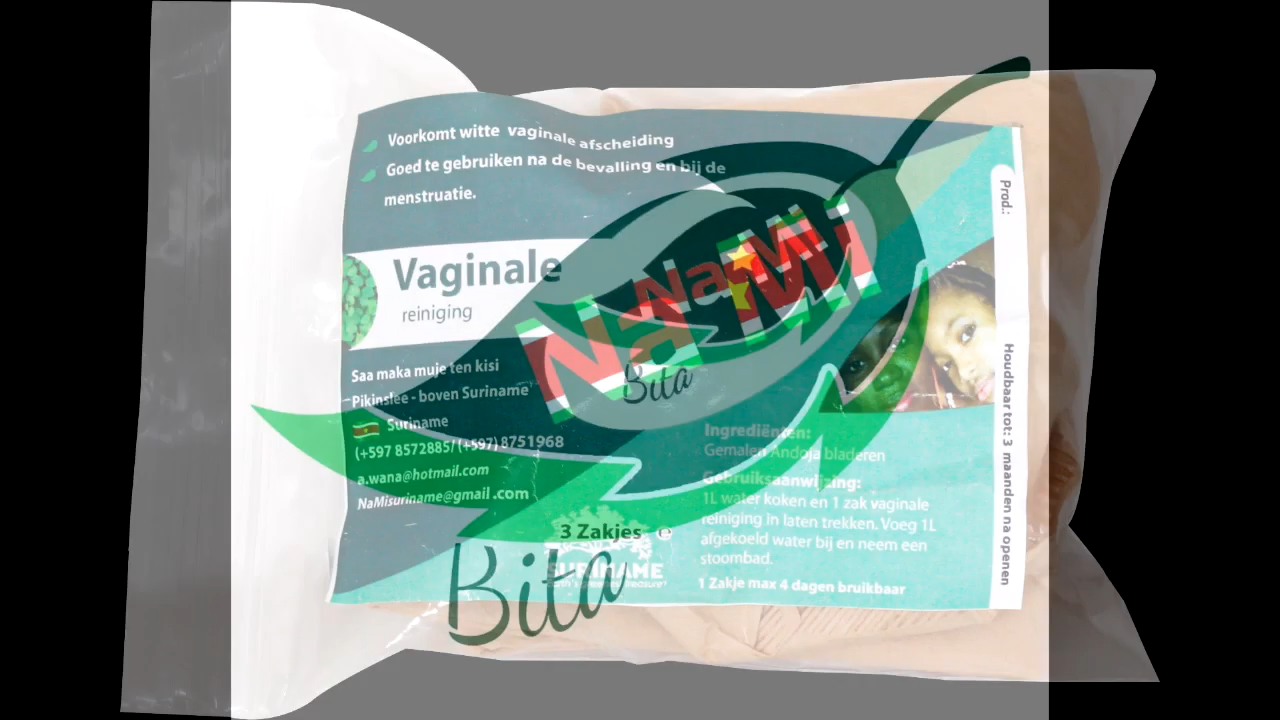 Voorkomt witte vaginale afscheiding
Goed te gebruiken na de bevalling en bij de
menstruatie.
Vaginale
reiniging
NaMi
Bita
NaMi
Bita
Saa maka muje ten kisi
Pikinslee - boven Suriname
Suriname
(+597 8572885/ (+597) 8751968
a.wana@hotmail.com
NaMisuriname@gmail.com
3 Zakjes e
SURINAME
Ingrediënten:
Gemalen Andoja bladeren
Gebruiksaanwijzing:
1L water koken en 1 zak vaginale
reiniging in laten trekken. Voeg 1L
afgekoeld water bij en neem een
stoombad.
1 Zakje max 4 dagen bruikbaar
Prod.:
Houdbaar tot: 3 maanden na openen